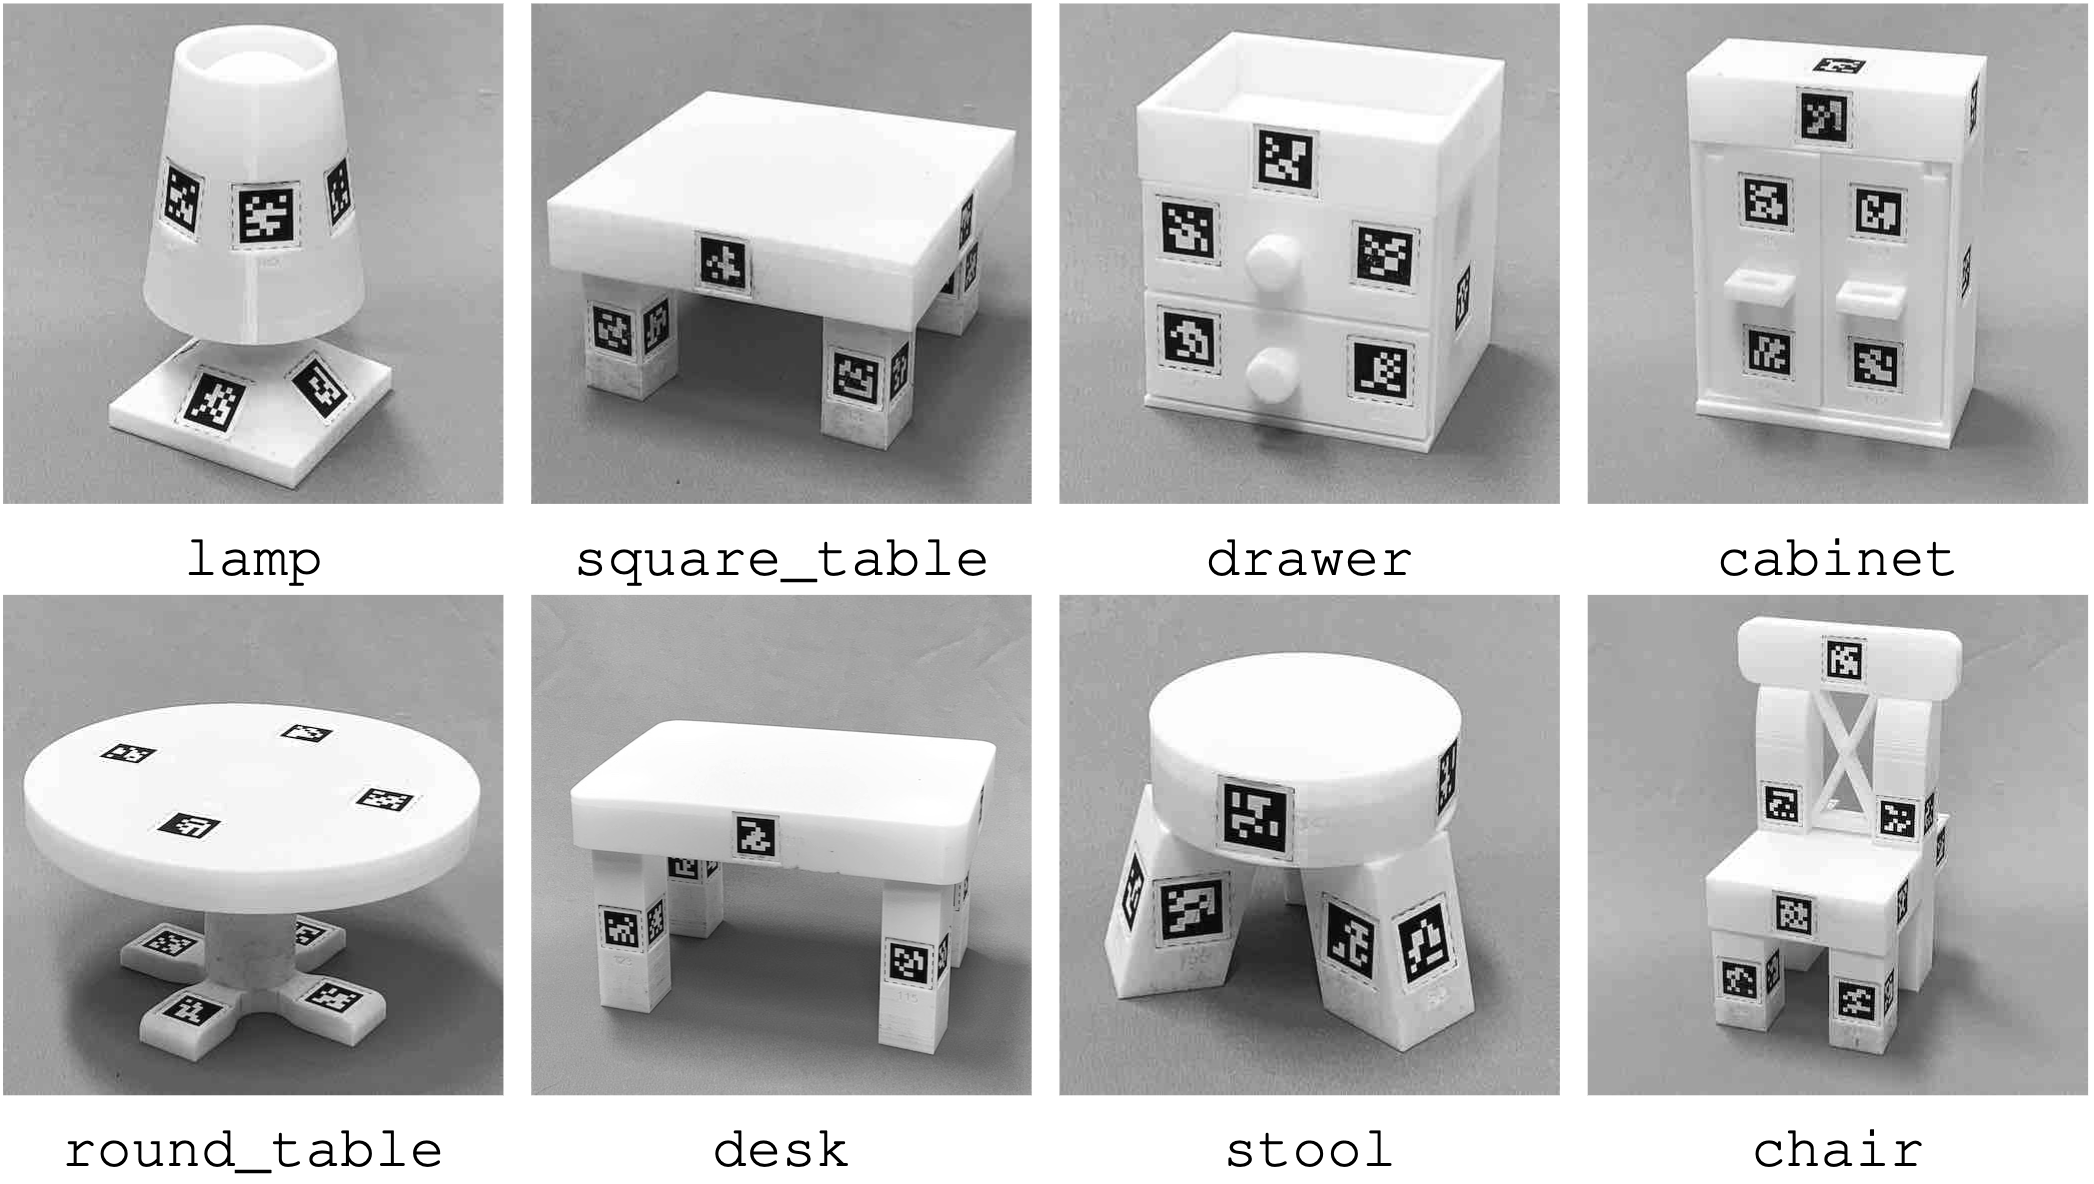 lamp
square_table
drawer
cabinet
round_table
desk
stool
chair